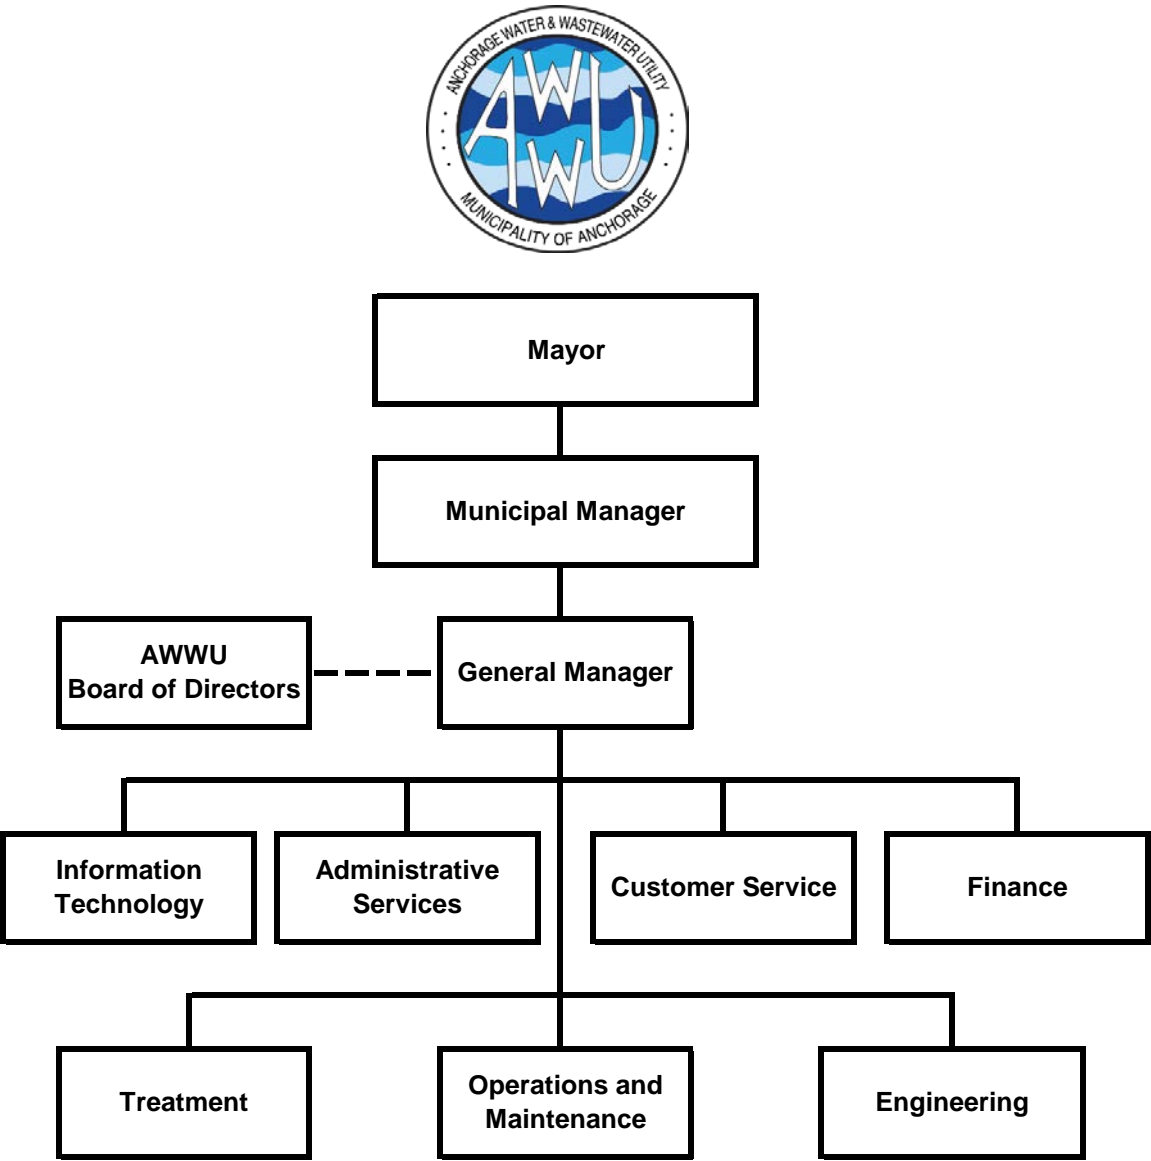 ANCHORAGE WATER & WASTEWATER UTILITY
AWWU
MUNICIPALITY OF ANCHORAGE
Mayor
Municipal Manager
AWWU
Board of Directors
General Manager
Information
Technology
Administrative
Services
Customer Service
Finance
Treatment
Operations and
Maintenance
Engineering